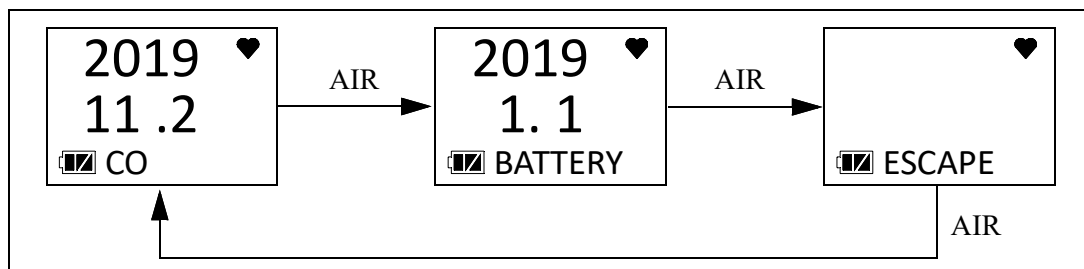 2019
11 .2
CO
AIR
2019
1. 1
BATTERY
AIR
ESCAPE
AIR